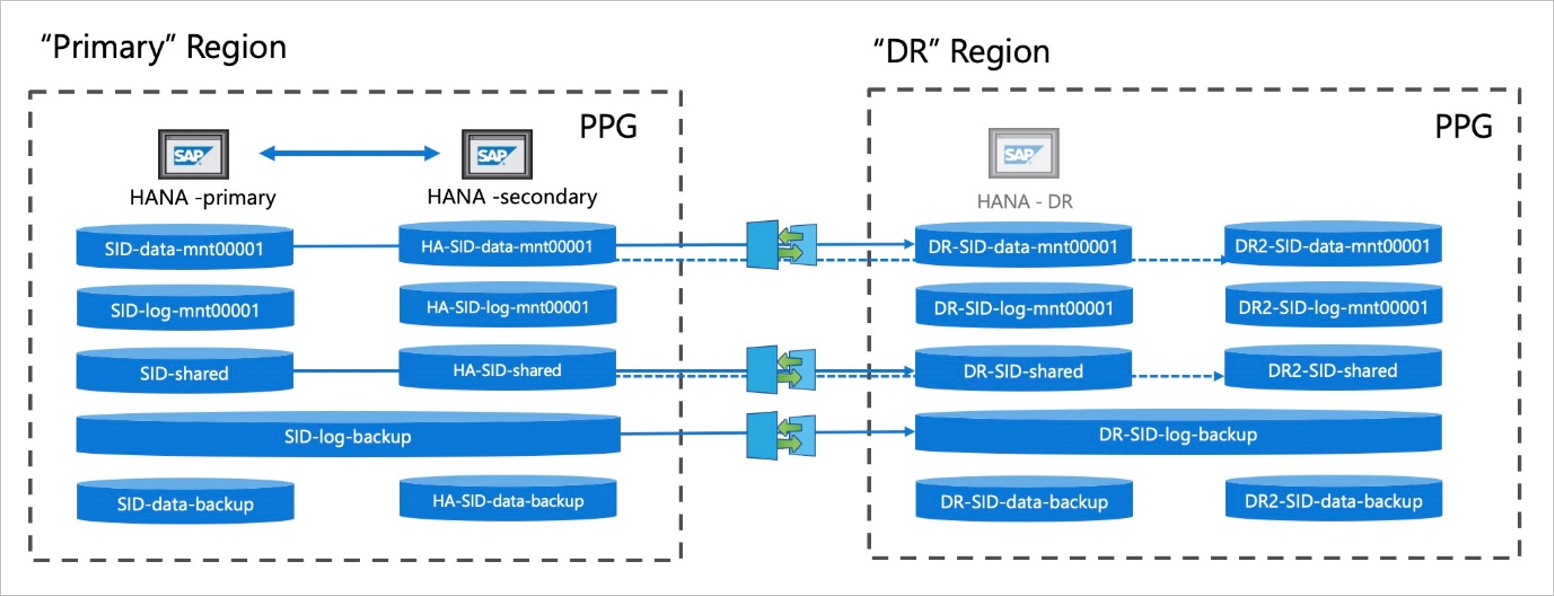 “Primary” Region
“DR” Region
PPG
PPG
SAP
SAP
SAP
HANA -primary
HANA -secondary
HANA - DR
SID-data-mnt00001
HA-SID-data-mnt00001
DR-SID-data-mnt00001
DR2-SID-data-mnt00001
SID-log-mnt00001
HA-SID-log-mnt00001
DR-SID-log-mnt00001
DR2-SID-log-mnt00001
SID-shared
HA-SID-shared
DR-SID-shared
DR2-SID-shared
SID-log-backup
DR-SID-log-backup
SID-data-backup
HA-SID-data-backup
DR-SID-data-backup
DR2-SID-data-backup